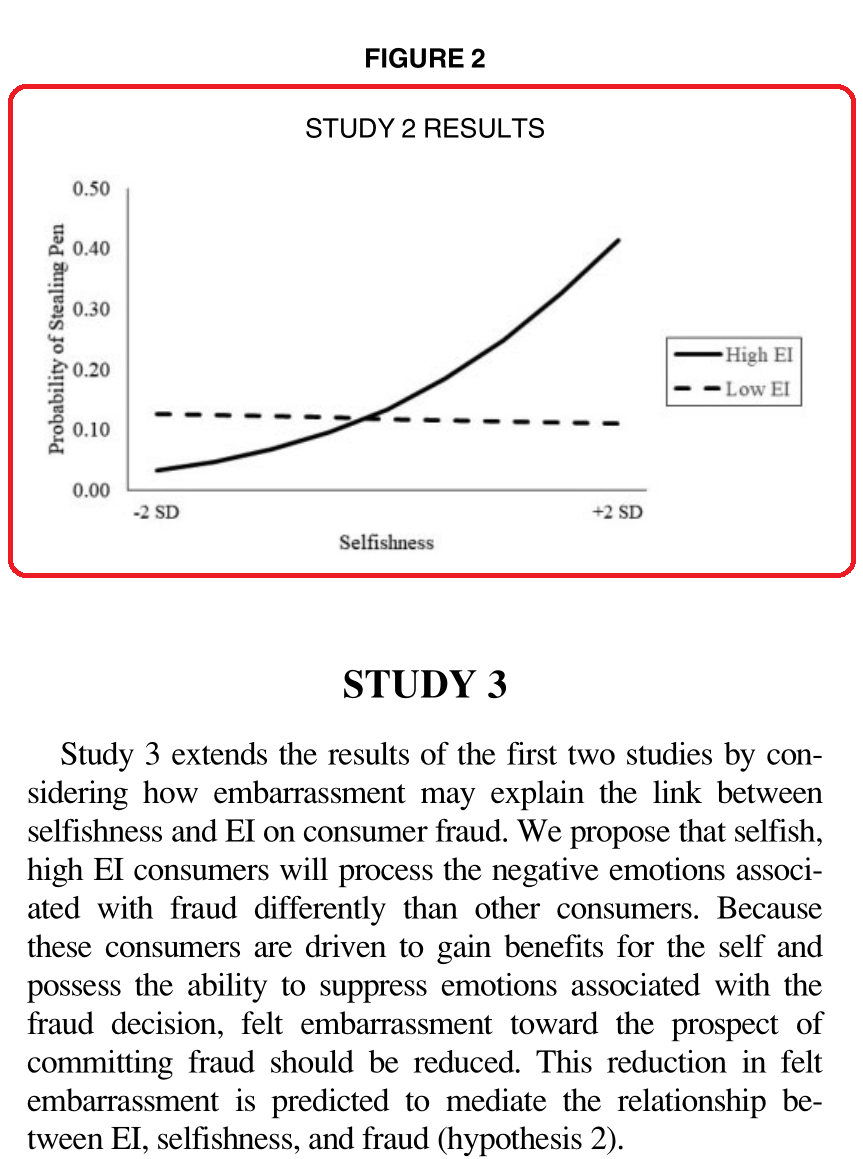 FIGURE 2
STUDY 2 RESULTS
0.50
0.40
0.30
0.20
0.10
0.00
Probability of Stealing Pen
-2 SD
+2 SD
Selfishness
High EI
Low EI
STUDY 3
Study 3 extends the results of the first two studies by con-
sidering how embarrassment may explain the link between
selfishness and EI on consumer fraud. We propose that selfish,
high EI consumers will process the negative emotions associ-
ated with fraud differently than other consumers. Because
these consumers are driven to gain benefits for the self and
possess the ability to suppress emotions associated with the
fraud decision, felt embarrassment toward the prospect of
committing fraud should be reduced. This reduction in felt
embarrassment is predicted to mediate the relationship be-
tween EI, selfishness, and fraud (hypothesis 2).